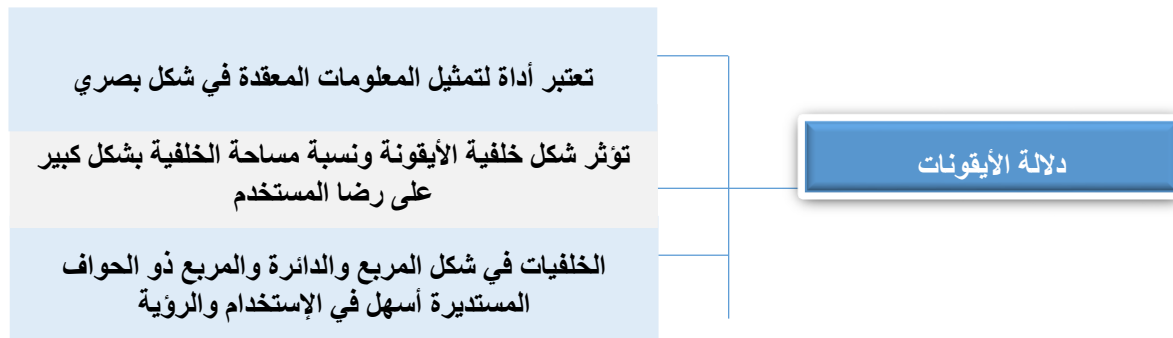 دلالة الأيقونات
تعتبر أداة لتمثيل المعلومات المعقدة في شكل بصري
تؤثر شكل خلفية الأيقونة ونسبة مساحة الخلفية بشكل كبير
على رضا المستخدم
الخلفيات في شكل المربع والدائرة والمربع ذو الحواف
المستديرة أسهل في الإستخدام والرؤية